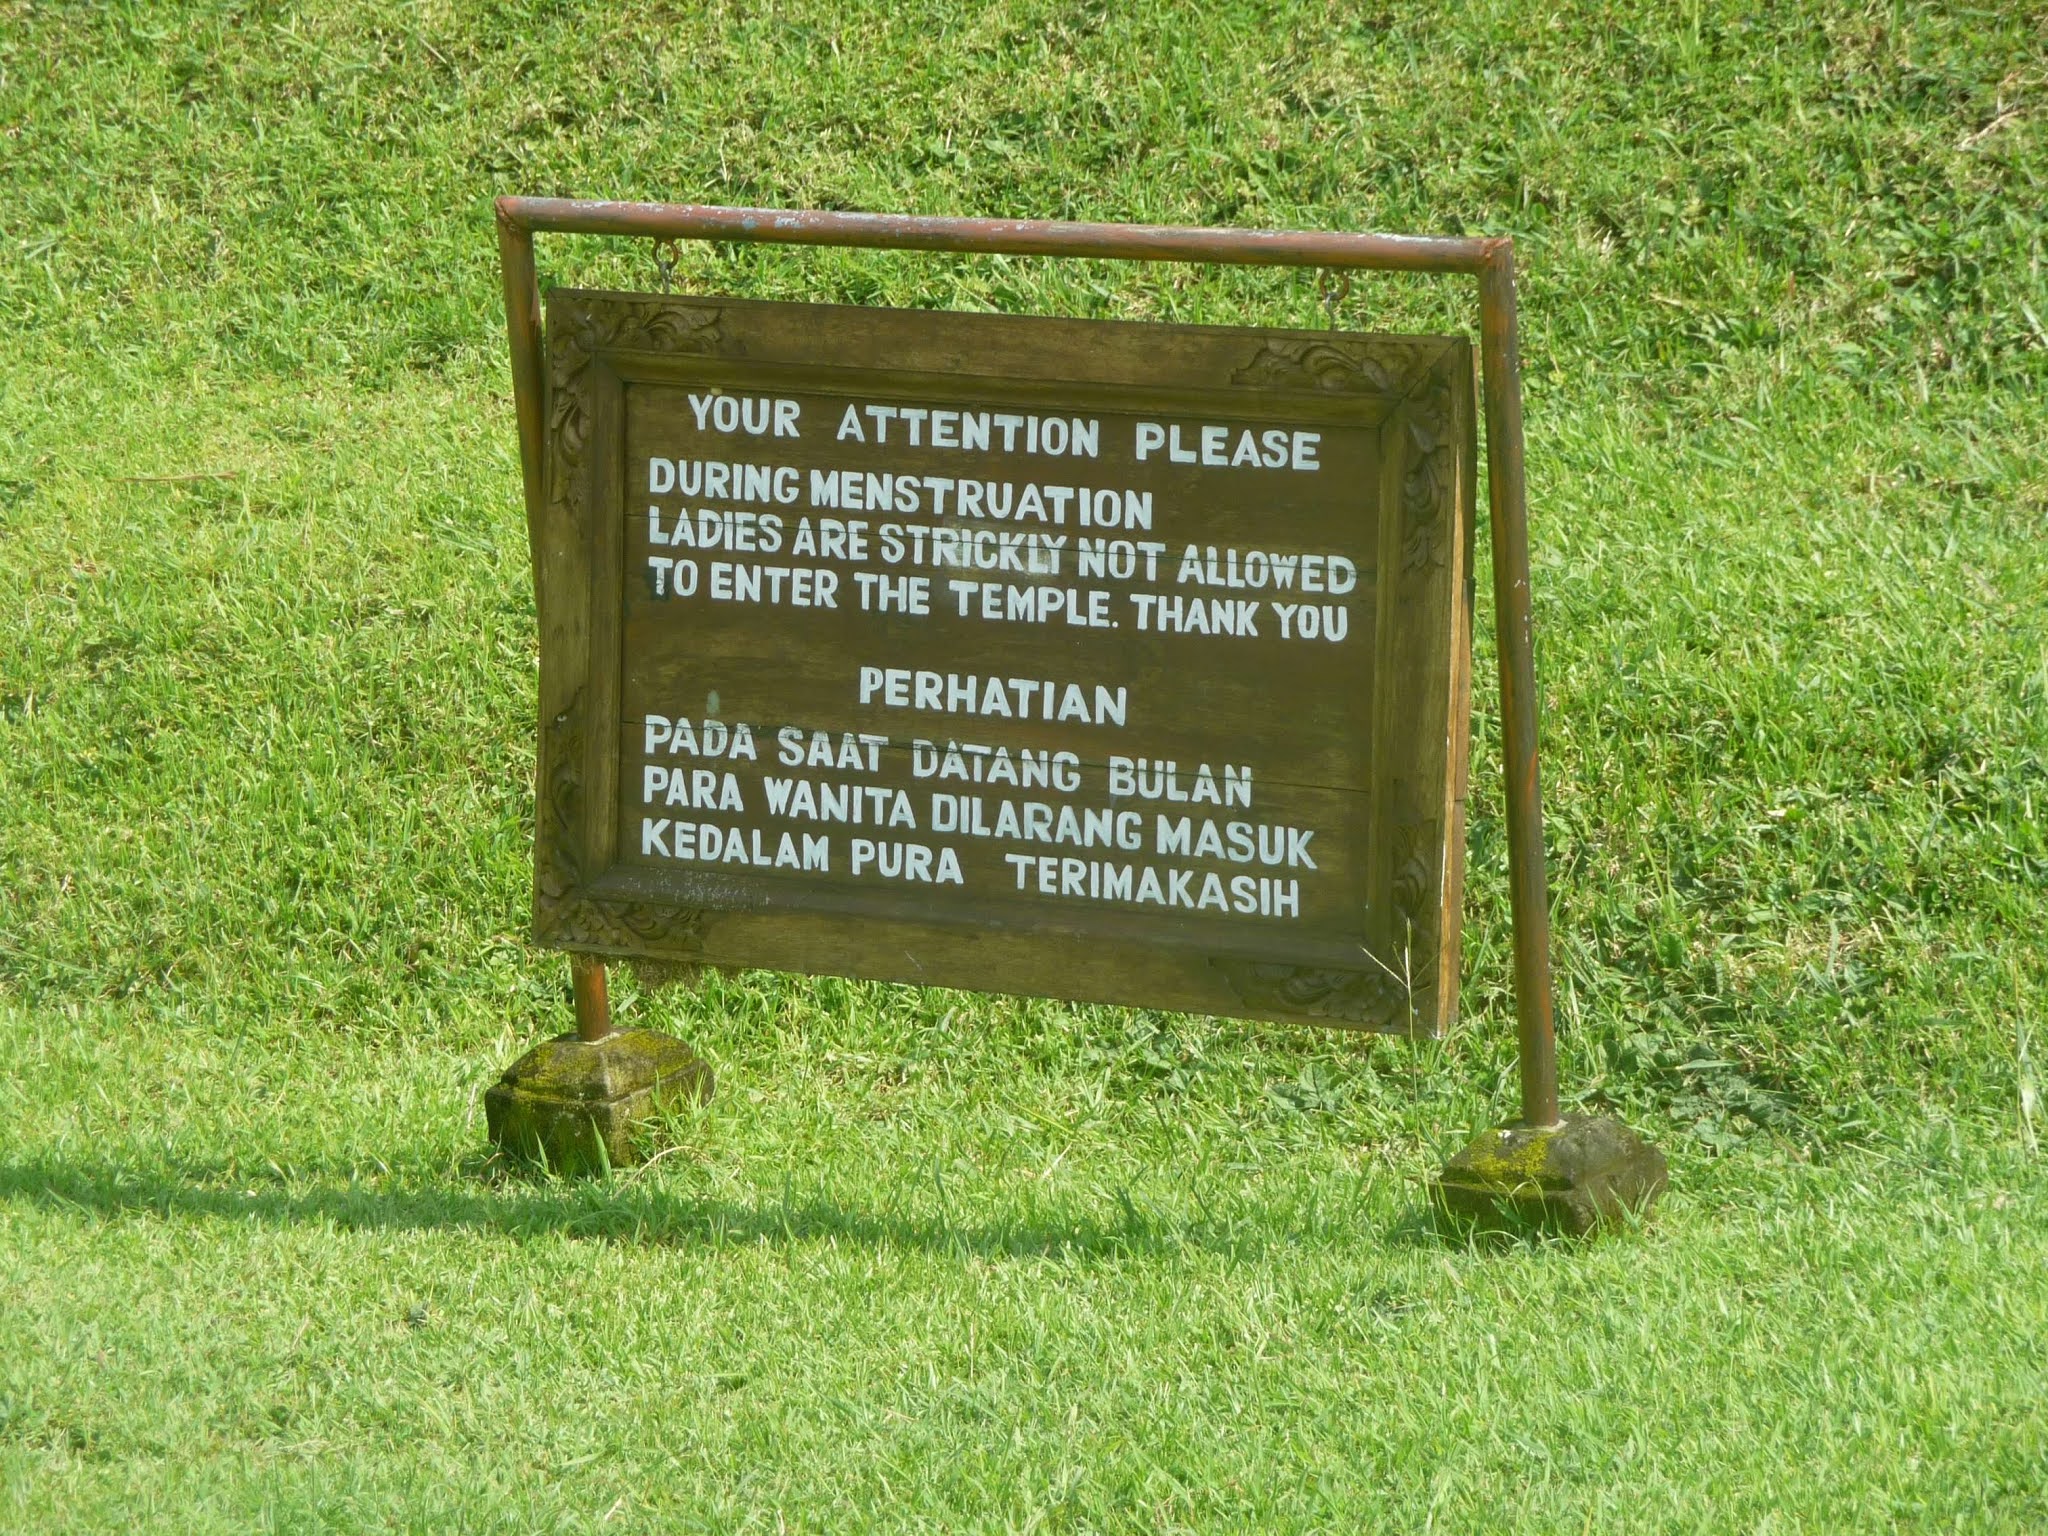 YOUR ATTENTION PLEASE
DURING MENSTRUATION
LADIES ARE STRICKLY NOT ALLOWED
TO ENTER THE TEMPLE. THANK YOU
PERHATIAN
PADA SAAT DATANG BULAN
PARA WANITA DILARANG MASUK
KEDALAM PURA TERIMAKASIH